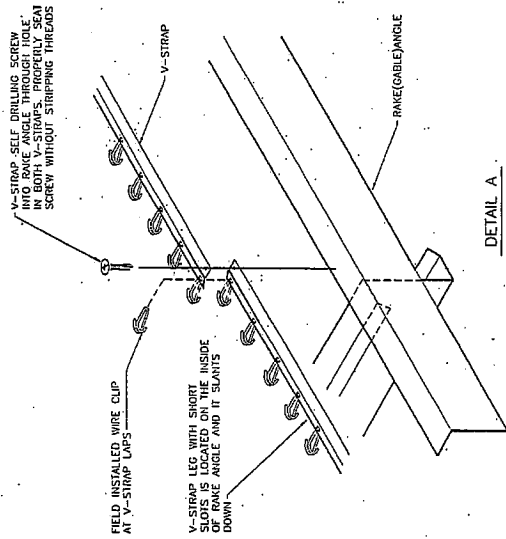 V-STRAP SELF DRILLING SCREW
INTO RAKE ANGLE THROUGH HOLE
IN BOTH V-STRAPS. PROPERLY SEAT
SCREW WITHOUT STRIPPING THREADS
V-STRAP
FIELD INSTALLED WIRE CLIP
AT V-STRAP LAPS
V-STRAP LEG WITH SHORT
SLOTS IS LOCATED ON THE INSIDE
OF RAKE ANGLE AND IT SLANTS
DOWN
RAKE(GABLE)ANGLE
DETAIL A